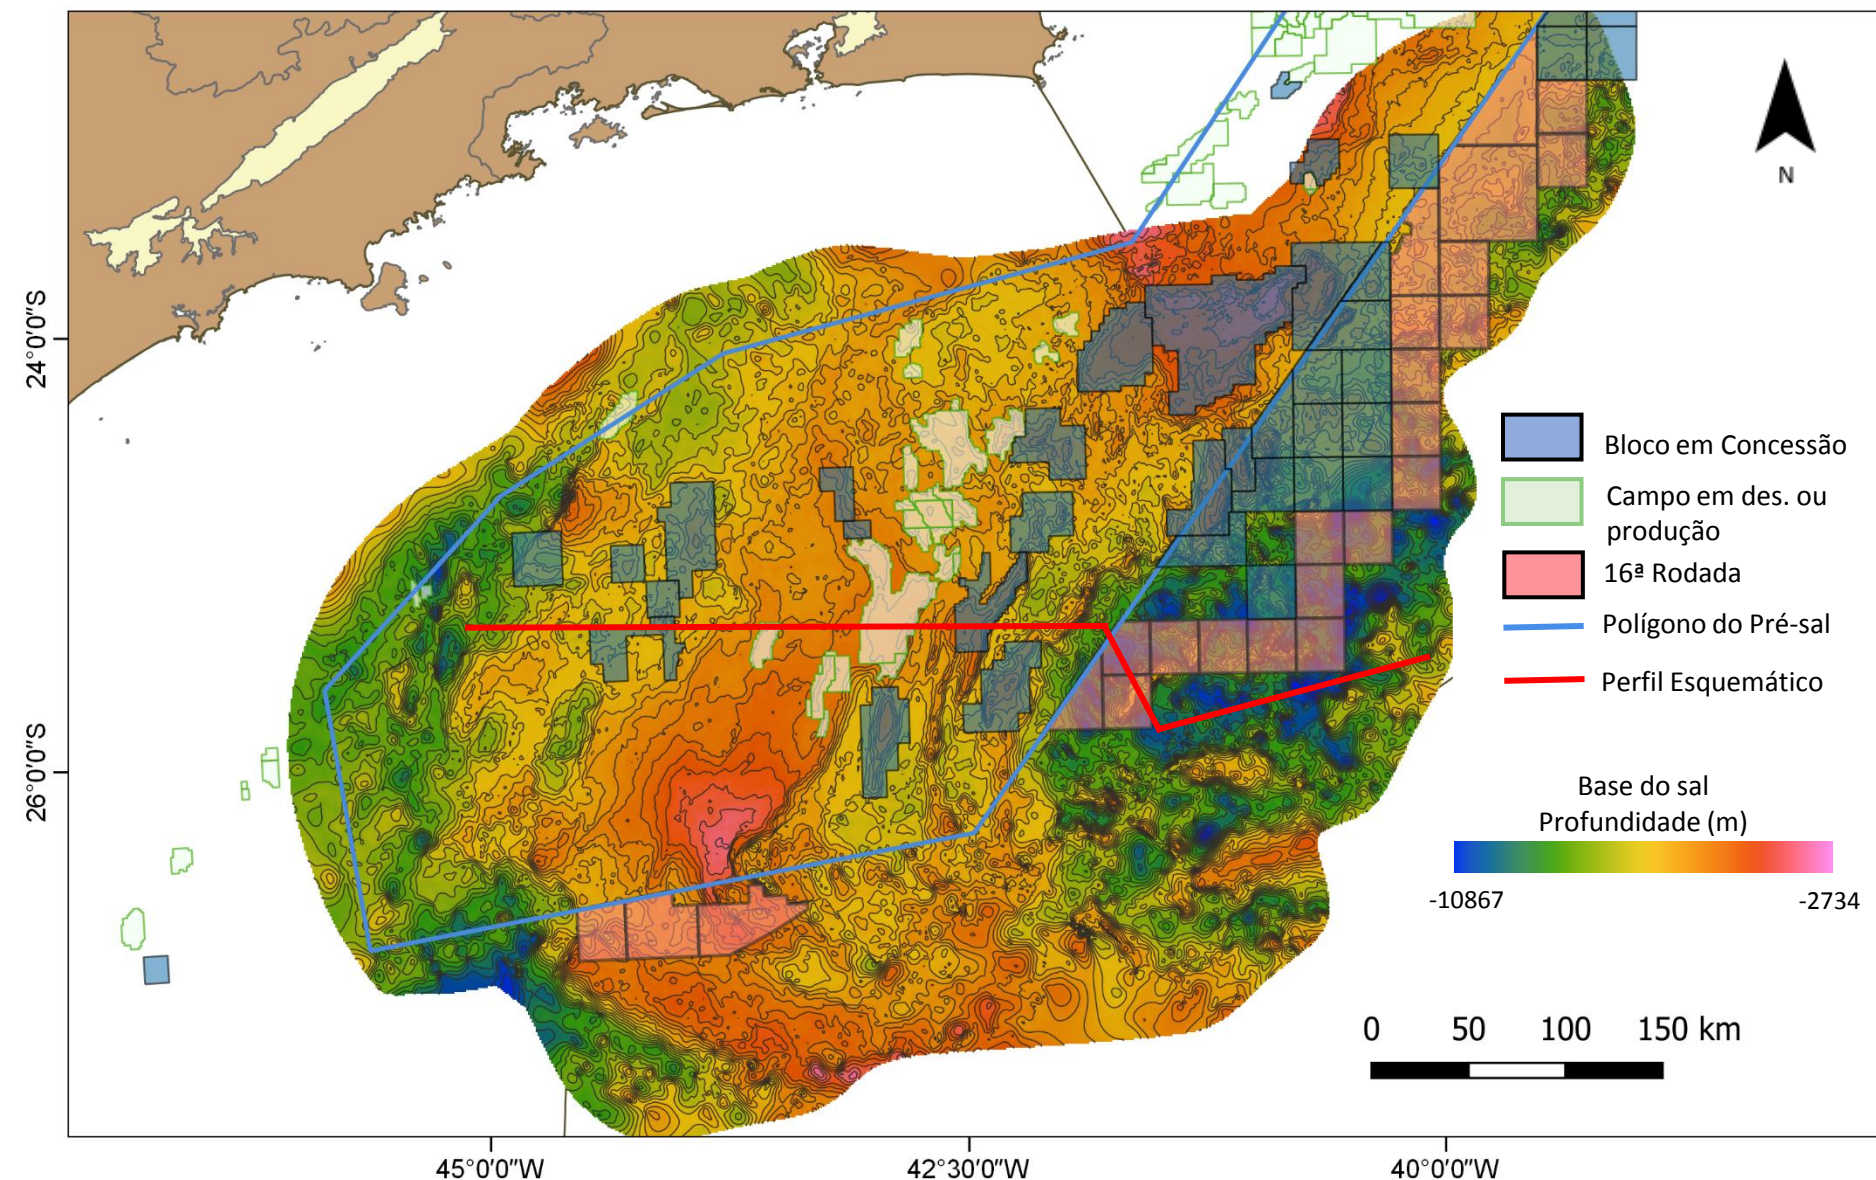 N
24°0'0"S
26°0'0"S
Bloco em Concessão
Campo em des. ou
produção
16ª Rodada
Polígono do Pré-sal
Perfil Esquemático
Base do sal
Profundidade (m)
-10867
-2734
0 50 100 150 km
45°0'0"W
42°30'0"W
40°0'0"W